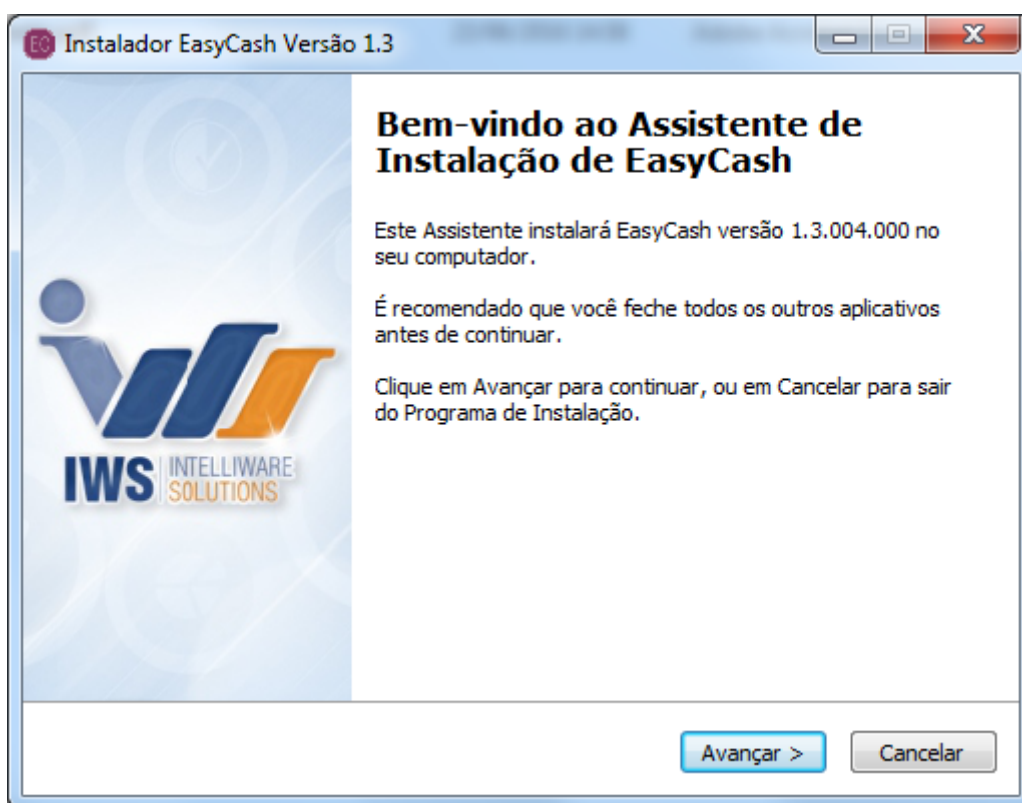 EC Instalador EasyCash Versão 1.3
Bem-vindo ao Assistente de
Instalação de EasyCash
Este Assistente instalará EasyCash versão 1.3.004.000 no
seu computador.
É recomendado que você feche todos os outros aplicativos
antes de continuar.
Clique em Avançar para continuar, ou em Cancelar para sair
do Programa de Instalação.
IWS INTELLIWARE
SOLUTIONS
Avançar > Cancelar